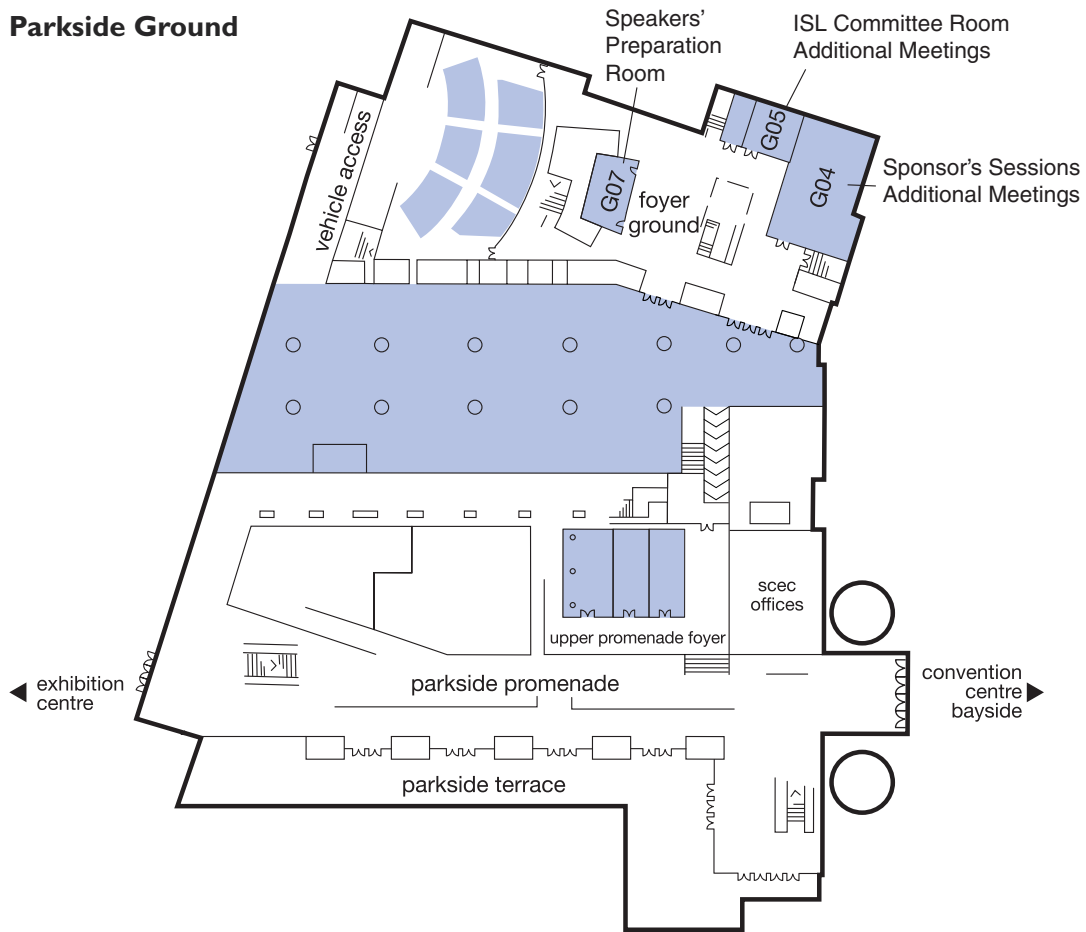 Parkside Ground
Speakers’
Preparation
Room
ISL Committee Room
Additional Meetings
vehicle access
G05
G04
Sponsor’s Sessions
Additional Meetings
G07
foyer
ground
scec
offices
upper promenade foyer
exhibition
centre
parkside promenade
convention
centre
bayside
parkside terrace